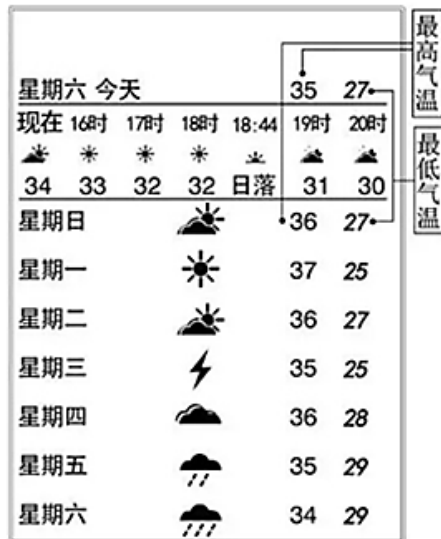 最高气温
星期六 今天 35 27
现在 16时 17时 18时 18:44 19时 20时
34 33 32 32 日落 31 30
最低气温
星期日 36 27
星期一 37 25
星期二 36 27
星期三 35 25
星期四 36 28
星期五 35 29
星期六 34 29